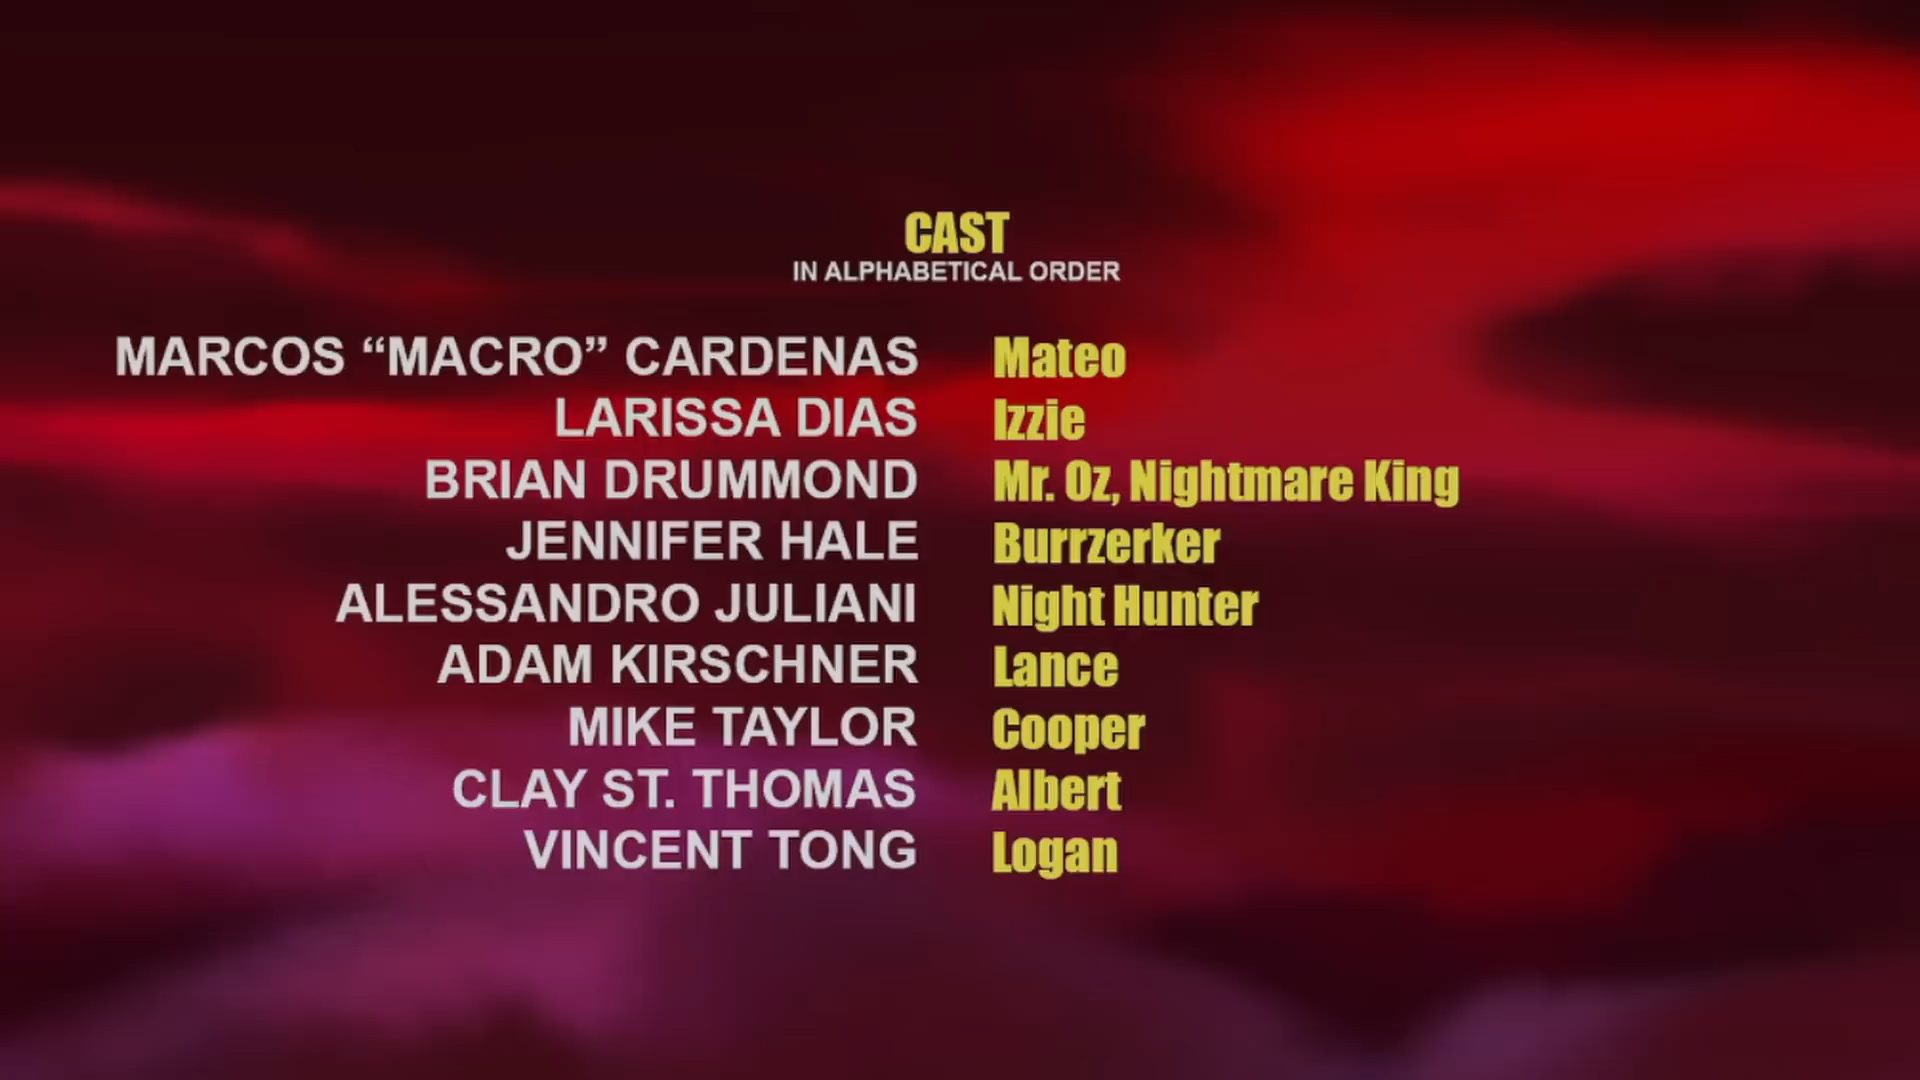 CAST
IN ALPHABETICAL ORDER
MARCOS “MACRO” CARDENAS Mateo
LARISSA DIAS Izzie
BRIAN DRUMMOND Mr. Oz, Nightmare King
JENNIFER HALE Burrzerker
ALESSANDRO JULIANI Night Hunter
ADAM KIRSCHNER Lance
MIKE TAYLOR Cooper
CLAY ST. THOMAS Albert
VINCENT TONG Logan